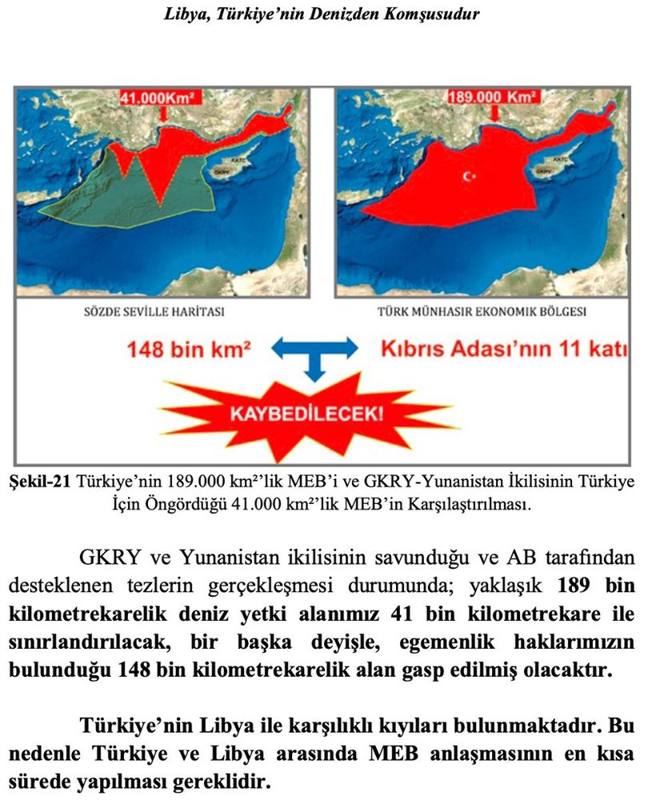 Libya, Türkiye’nin Denizden Komşusudur
41.000Km²
189.000 Km²
KKTC
GKRY
KKTC
GKRY
SÖZDE SEVILLE HARİTASI
TÜRK MÜNHASIR EKONOMIK BÖLGESI
148 bin km²
Kıbrıs Adası’nın 11 katı
KAYBEDİLECEK!
Şekil-21 Türkiye’nin 189.000 km²’lik MEB’i ve GKRY-Yunanistan İkilisinin Türkiye
İçin Öngördüğü 41.000 km²’lik MEB’in Karşılaştırılması.
GKRY ve Yunanistan ikilisinin savunduğu ve AB tarafından
desteklenen tezlerin gerçekleşmesi durumunda; yaklaşık 189 bin
kilometrekarelik deniz yetki alanımız 41 bin kilometrekare ile
sınırlandırılacak, bir başka deyişle, egemenlik haklarımızın
bulunduğu 148 bin kilometrekarelik alan gasp edilmiş olacaktır.
Türkiye’nin Libya ile karşılıklı kıyıları bulunmaktadır. Bu
nedenle Türkiye ve Libya arasında MEB anlaşmasının en kısa
sürede yapılması gereklidir.